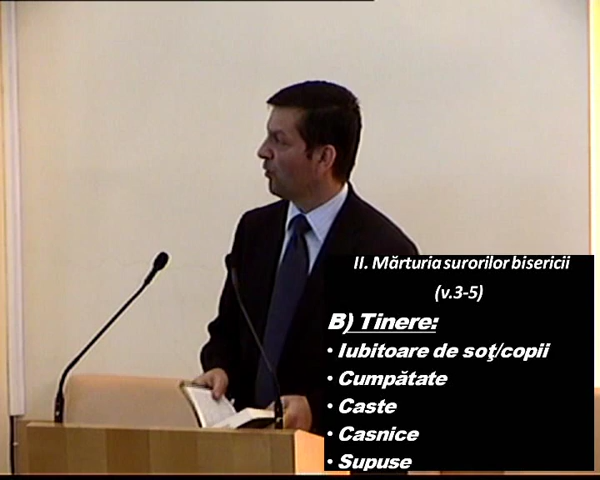 II. Mărturia surorilor bisericii
(v.3-5)
B) Tinere:
• Iubitoare de soţ/copii
• Cumpătate
• Caste
• Casnice
• Supuse